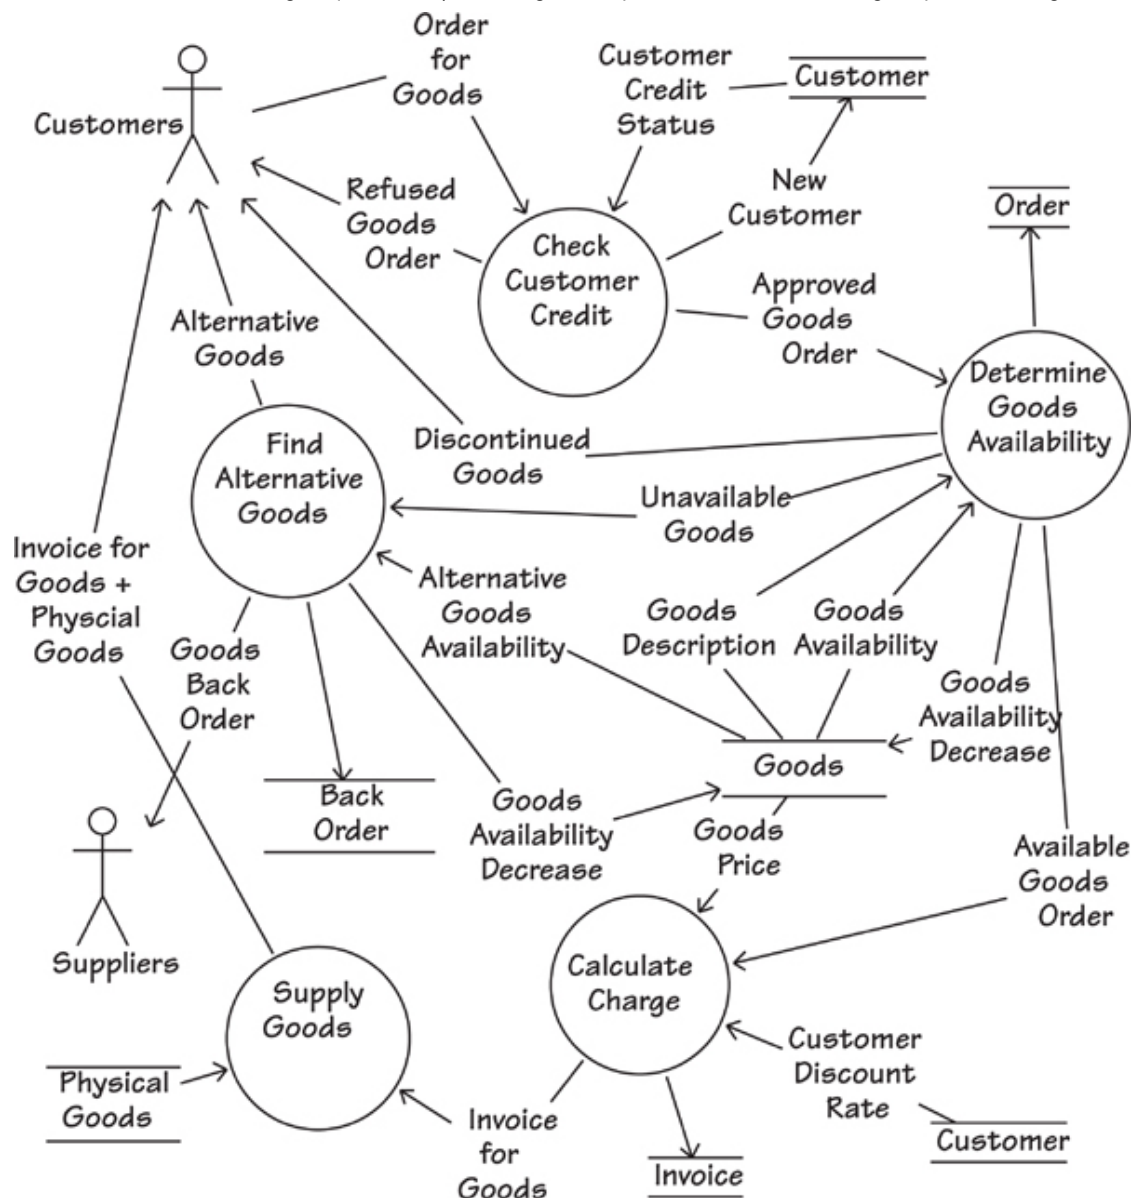 Order
for
Goods
Customers
Customer
Credit
Status
Customer
New
Customer
Refused
Goods
Order
Check
Customer
Credit
Order
Approved
Goods
Order
Determine
Goods
Availability
Alternative
Goods
Find
Alternative
Goods
Discontinued
Goods
Unavailable
Goods
Alternative
Goods
Availability
Goods
Description
Goods
Availability
Goods
Availability
Decrease
Invoice for
Goods +
Physcial
Goods
Goods
Back
Order
Back
Order
Goods
Availability
Decrease
Goods
Goods
Price
Available
Goods
Order
Suppliers
Supply
Goods
Calculate
Charge
Physical
Goods
Invoice
for
Goods
Invoice
Customer
Discount
Rate
Customer